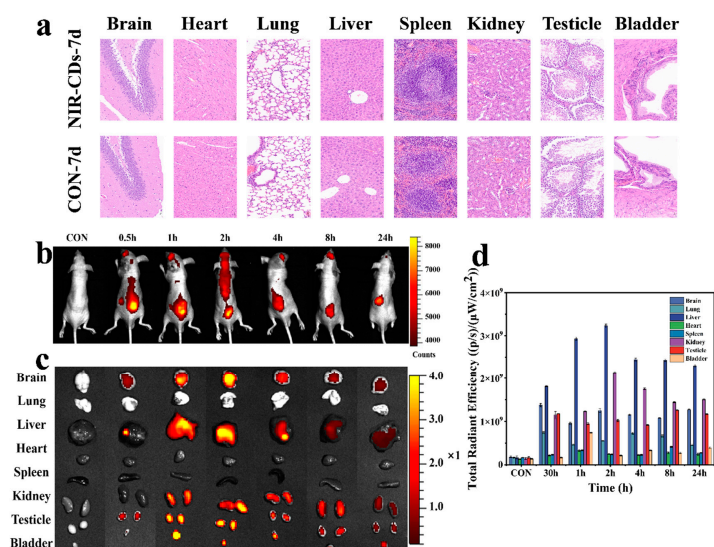 a
Brain Heart Lung Liver Spleen Kidney Testicle Bladder
NIR-CDs-7d
CON-7d
b
CON 0.5h 1h 2h 4h 8h 24h
8000
7000
6000
5000
4000
Counts
c
Brain
Lung
Liver
Heart
Spleen
Kidney
Testicle
Bladder
4.0
3.0
2.0
1.0
×1
d
Total Radiant Efficiency ((p/s)/(μW/cm²))
4×10⁹
3×10⁹
2×10⁹
1×10⁹
0
Brain
Lung
Liver
Heart
Spleen
Kidney
Testicle
Bladder
CON 30h 1h 2h 4h 8h 24h
Time (h)